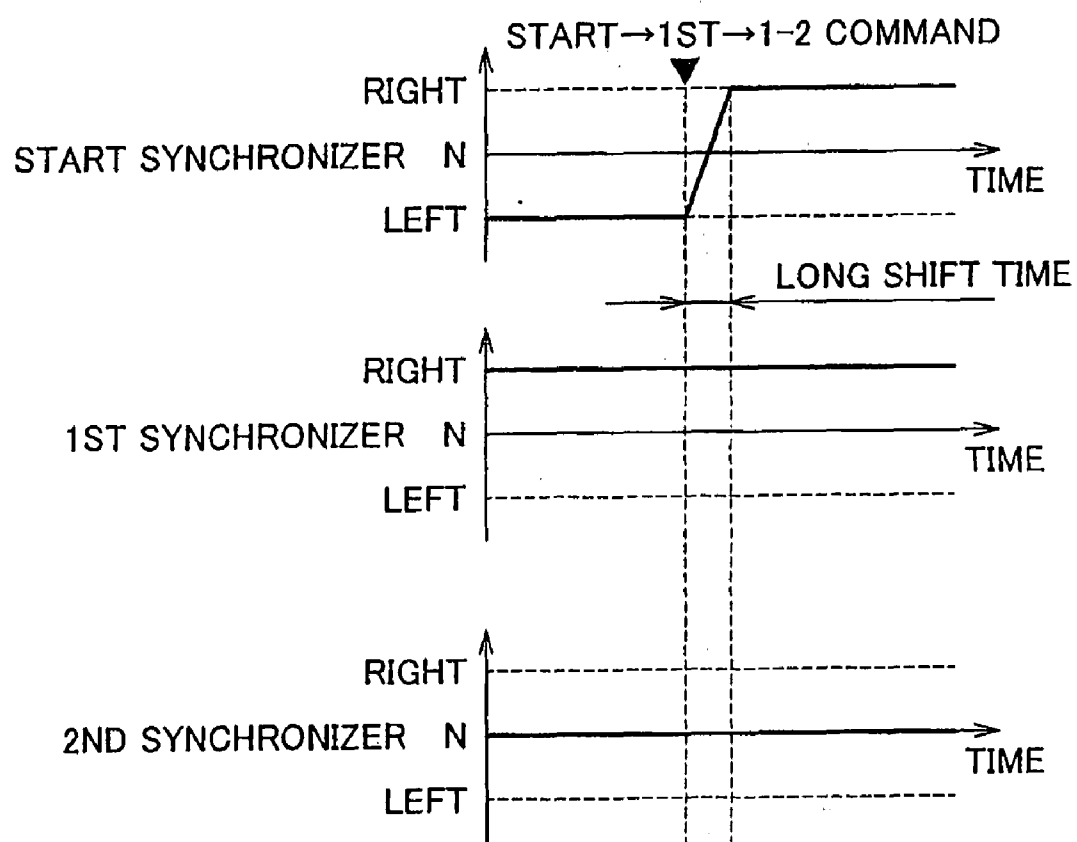 START→1ST→1-2 COMMAND
RIGHT
START SYNCHRONIZER N
TIME
LEFT
LONG SHIFT TIME
RIGHT
1ST SYNCHRONIZER N
TIME
LEFT
RIGHT
2ND SYNCHRONIZER N
TIME
LEFT